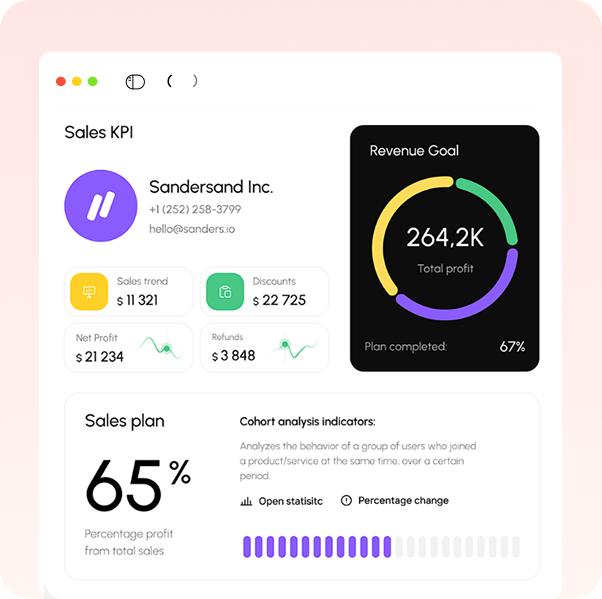 Sales KPI
Sandersand Inc.
+1 (252) 258-3799
hello@sanders.io
Sales trend
$ 11 321
Discounts
$ 22 725
Net Profit
$ 21 234
Refunds
$ 3 848
Revenue Goal
264,2K
Total profit
Plan completed:
67%
Sales plan
65%
Percentage profit
from total sales
Cohort analysis indicators:
Analyzes the behavior of a group of users who joined
a product/service at the same time, over a certain
period.
Open statisitc
Percentage change